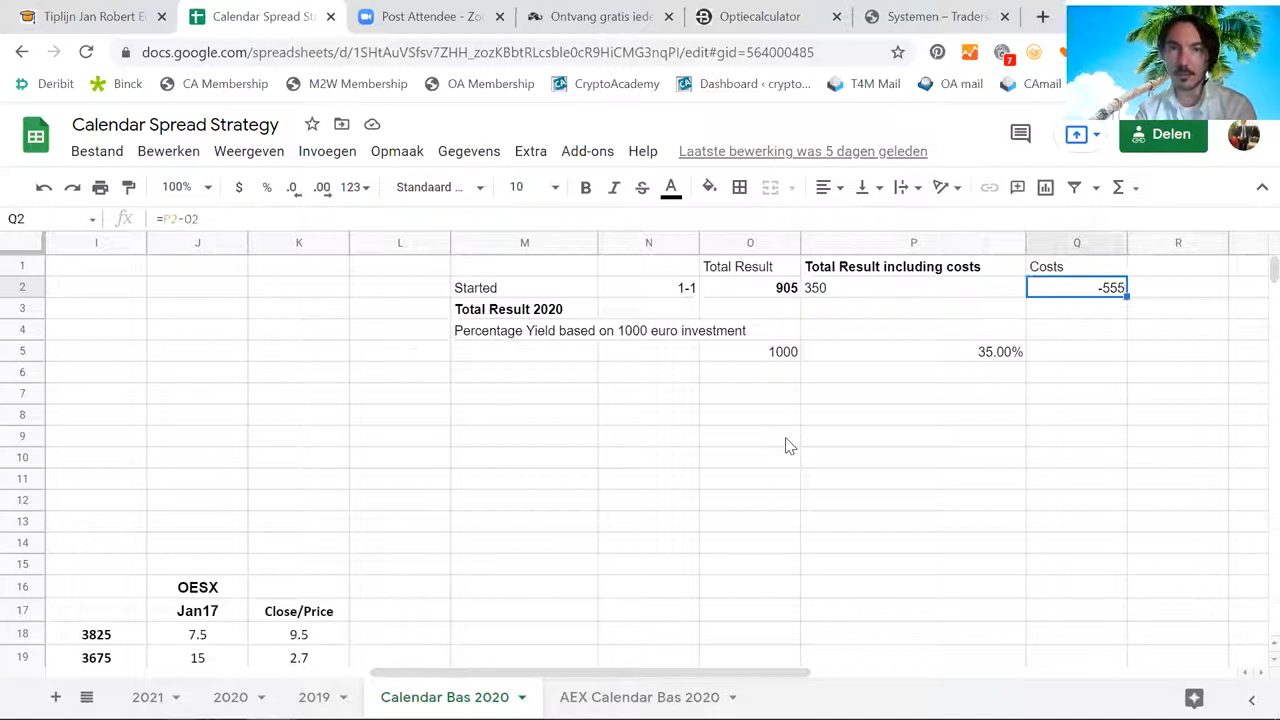 Tiplijn Jan Robert E
Calendar Spread St
Post Attendee - Zo
Ontvang gratis ied
Optiecalculator
Systemen – Traders
docs.google.com/spreadsheets/d/
/edit#gid=564000485
7
Deribit
Binck
CA Membership
B2W Membership
OA Membership
CryptoAcademy
Dashboard – crypto...
T4M Mail
OA mail
CAmail
Calendar Spread Strategy
Delen
Bestand
Bewerken
Weergeven
Invoegen
Opmaak
Gegevens
Tools
Add-ons
Help
Laatste bewerking was 5 dagen geleden
100%
$
%
.0
.00
123
Standaard ...
10
B
I
S
A
Σ
Q2
fx
=P2-O2
I J K L M N O P Q R
1 Total Result Total Result including costs Costs
2 Started 1-1 905 350 -555
3 Total Result 2020
4 Percentage Yield based on 1000 euro investment
5 1000 35.00%
6
7
8
9
10
11
12
13
14
15
16 OESX
17 Jan17 Close/Price
18 3825 7.5 9.5
19 3675 15 2.7
2021
2020
2019
Calendar Bas 2020
AEX Calendar Bas 2020